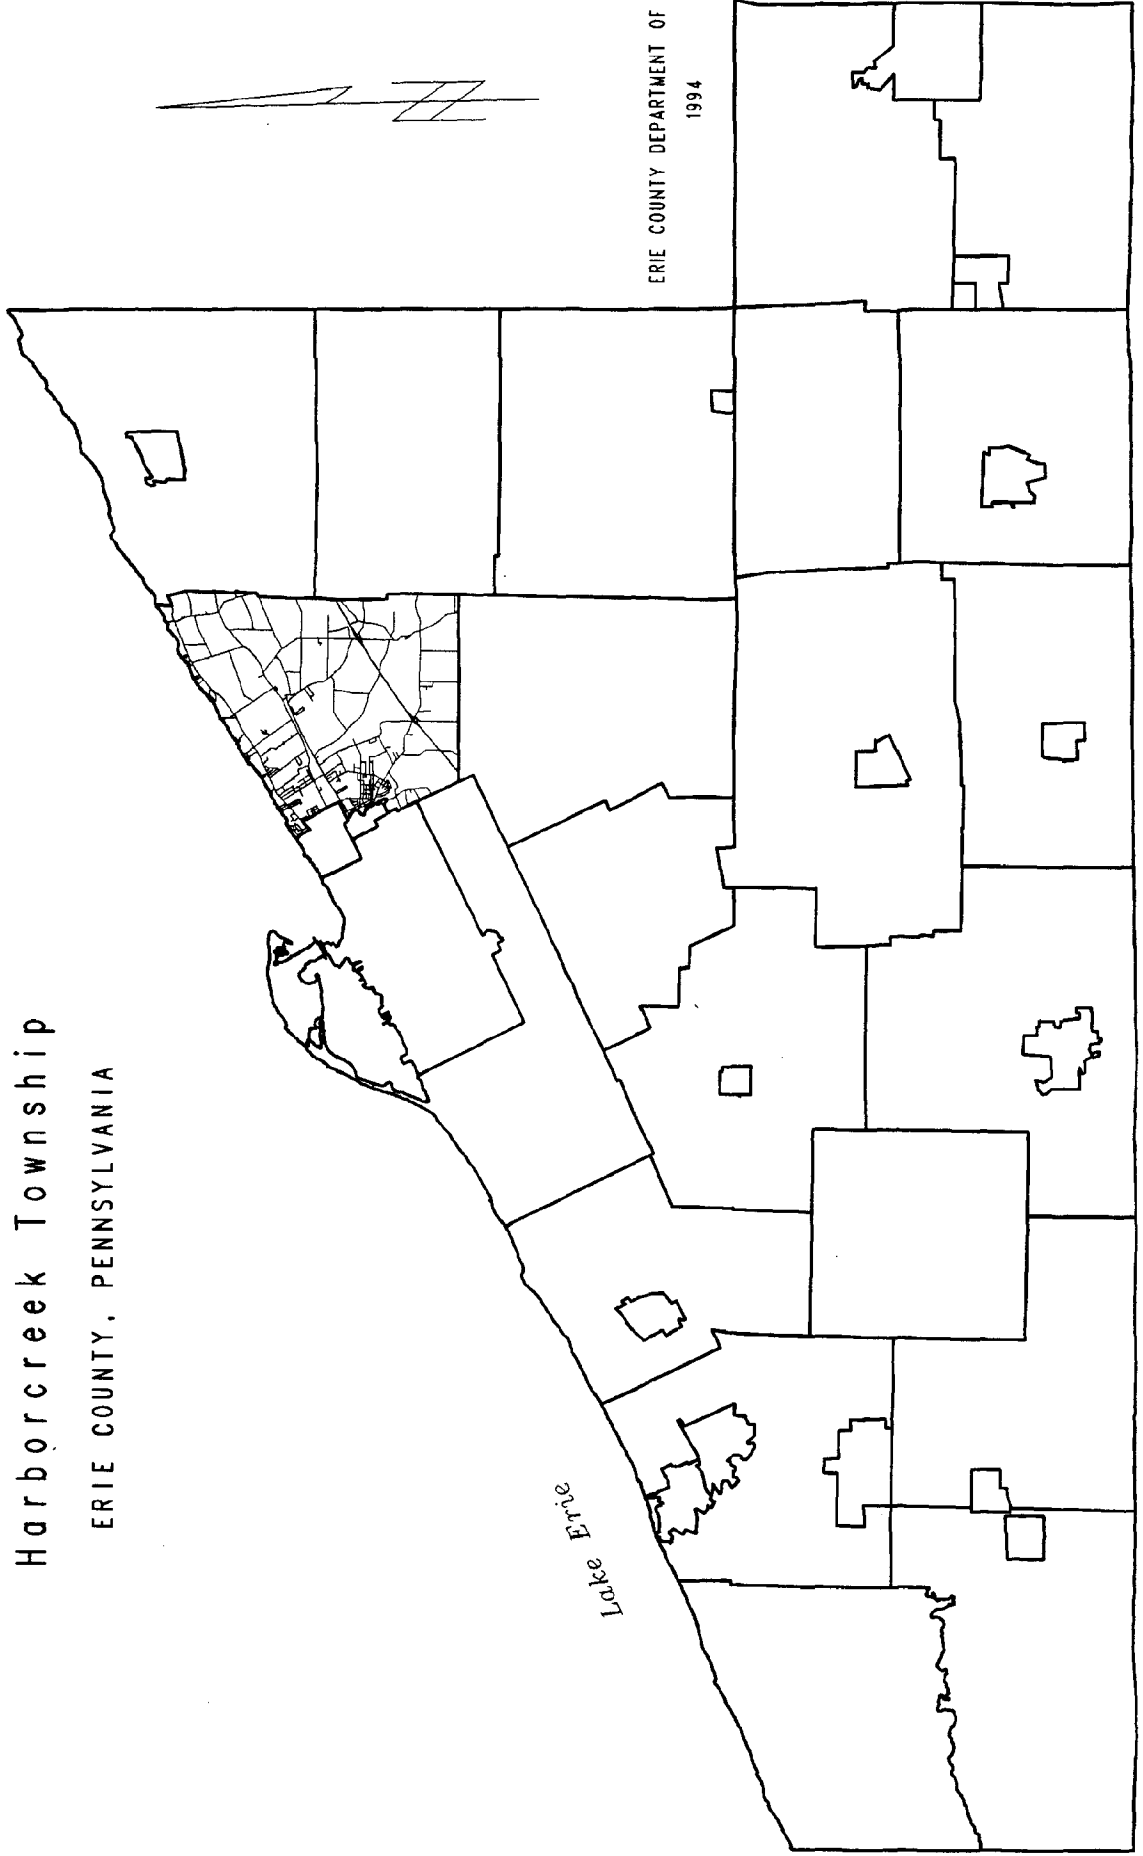 Harborcreek Township
ERIE COUNTY, PENNSYLVANIA
Lake Erie
ERIE COUNTY DEPARTMENT OF
1994